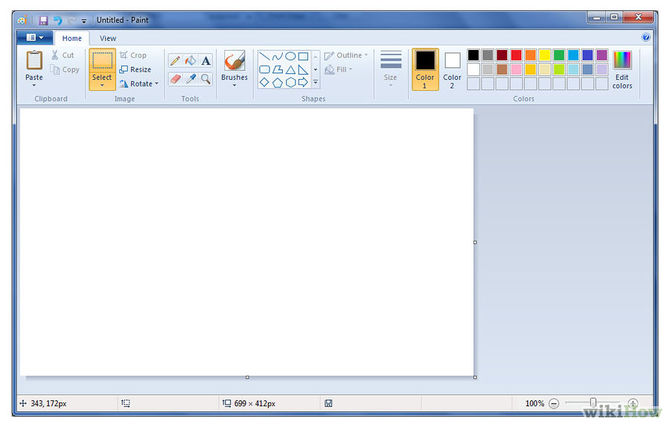 Untitled - Paint
Home View
Paste
Cut
Copy
Clipboard
Select
Crop
Resize
Rotate
Image
A
Tools
Brushes
Outline
Fill
Shapes
Size
Color 1
Color 2
Edit colors
Colors
343, 172px
699 × 412px
100%
wikiHow